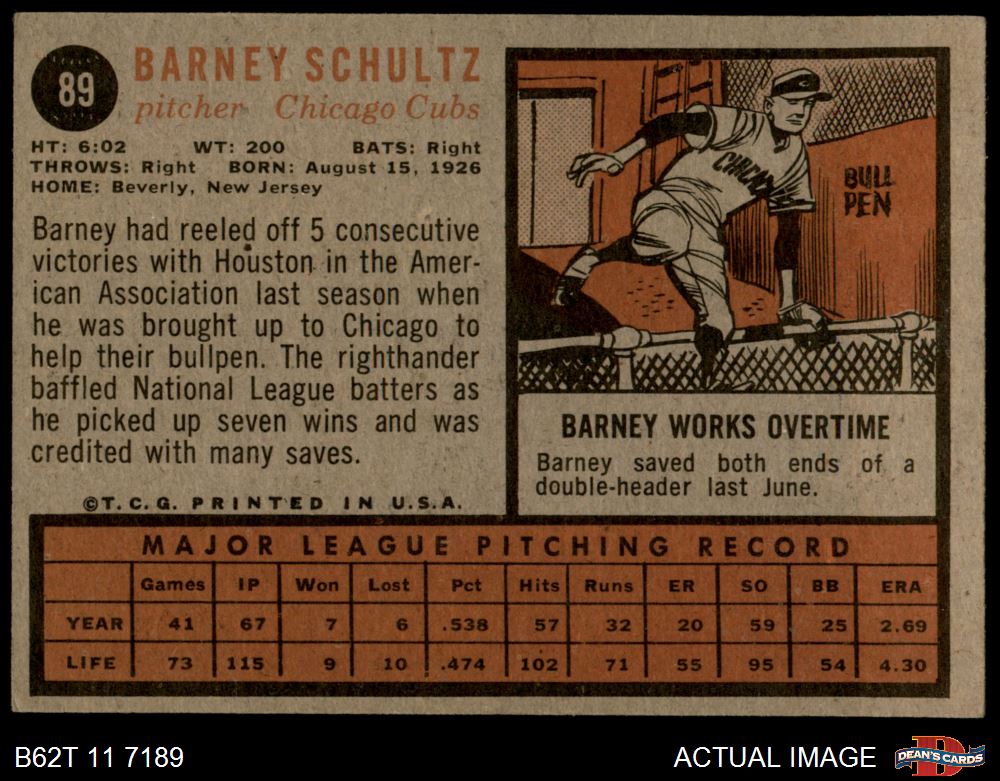 89
BARNEY SCHULTZ
pitcher Chicago Cubs
HT: 6:02 WT: 200 BATS: Right
THROWS: Right BORN: August 15, 1926
HOME: Beverly, New Jersey
Barney had reeled off 5 consecutive
victories with Houston in the Amer-
ican Association last season when
he was brought up to Chicago to
help their bullpen. The righthander
baffled National League batters as
he picked up seven wins and was
credited with many saves.
©T.C.G. PRINTED IN U.S.A.
CHICAGO
BULL
PEN
BARNEY WORKS OVERTIME
Barney saved both ends of a
double-header last June.
MAJOR LEAGUE PITCHING RECORD
Games IP Won Lost Pct Hits Runs ER SO BB ERA
YEAR 41 67 7 6 .538 57 32 20 59 25 2.69
LIFE 73 115 9 10 .474 102 71 55 95 54 4.30
B62T 11 7189
ACTUAL IMAGE
D
DEAN'S CARDS